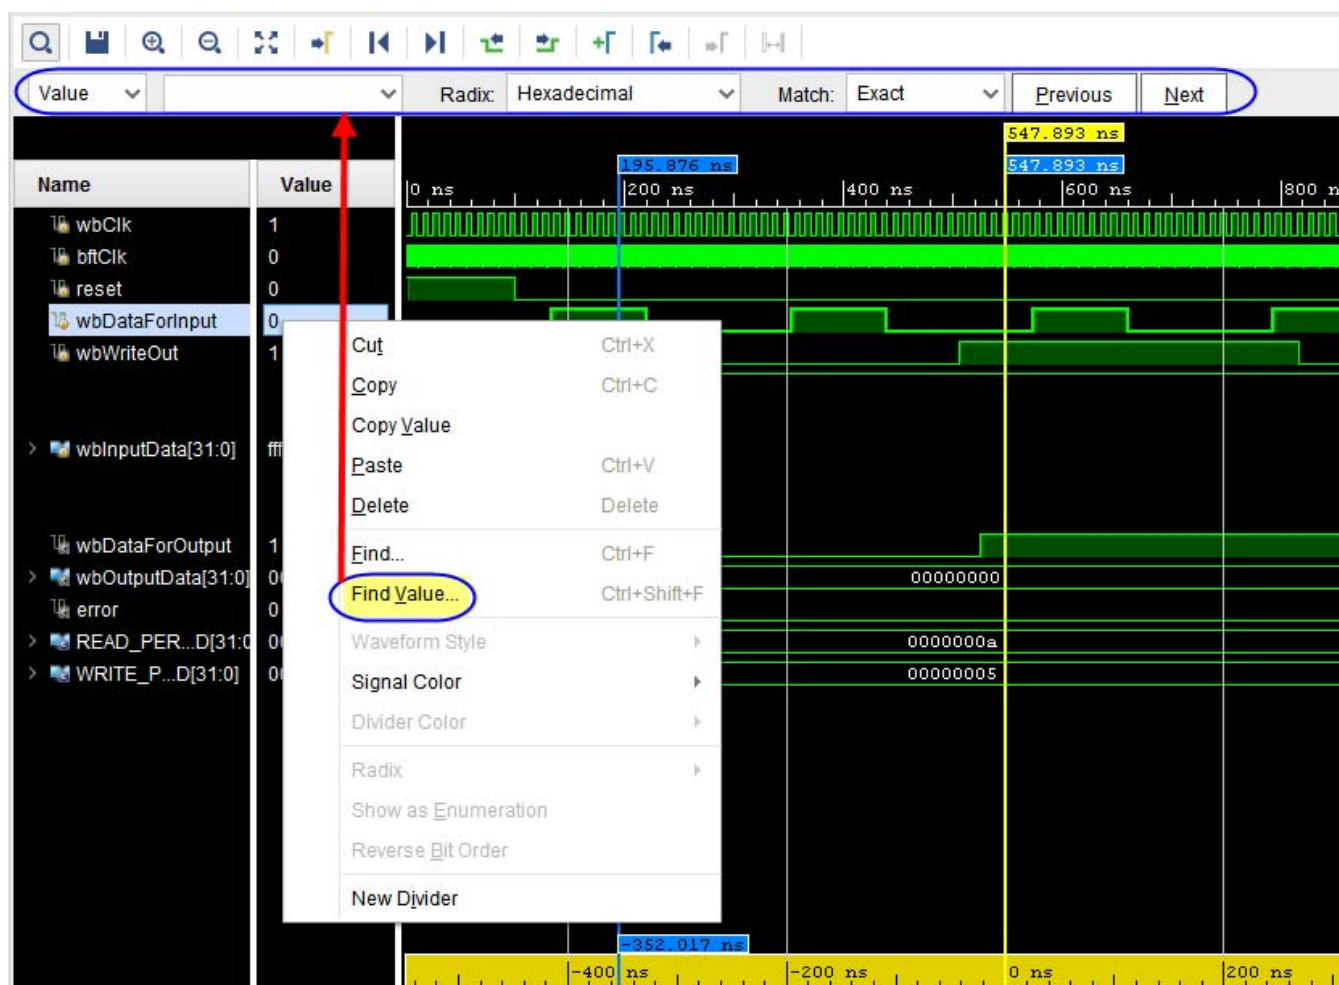 Value Radix: Hexadecimal Match: Exact Previous Next
547.893 ns
195.876 ns 547.893 ns
Name Value 0 ns 200 ns 400 ns 600 ns 800 n
wbClk 1
bftClk 0
reset 0
wbDataForInput 0
wbWriteOut 1
wbInputData[31:0] fff
wbDataForOutput 1
wbOutputData[31:0] 00 00000000
error 0
READ_PER...D[31:0 00 0000000a
WRITE_P...D[31:0] 00 00000005
Cut Ctrl+X
Copy Ctrl+C
Copy Value
Paste Ctrl+V
Delete Delete
Find... Ctrl+F
Find Value... Ctrl+Shift+F
Waveform Style
Signal Color
Divider Color
Radix
Show as Enumeration
Reverse Bit Order
New Divider
-352.017 ns
-400 ns -200 ns 0 ns 200 ns